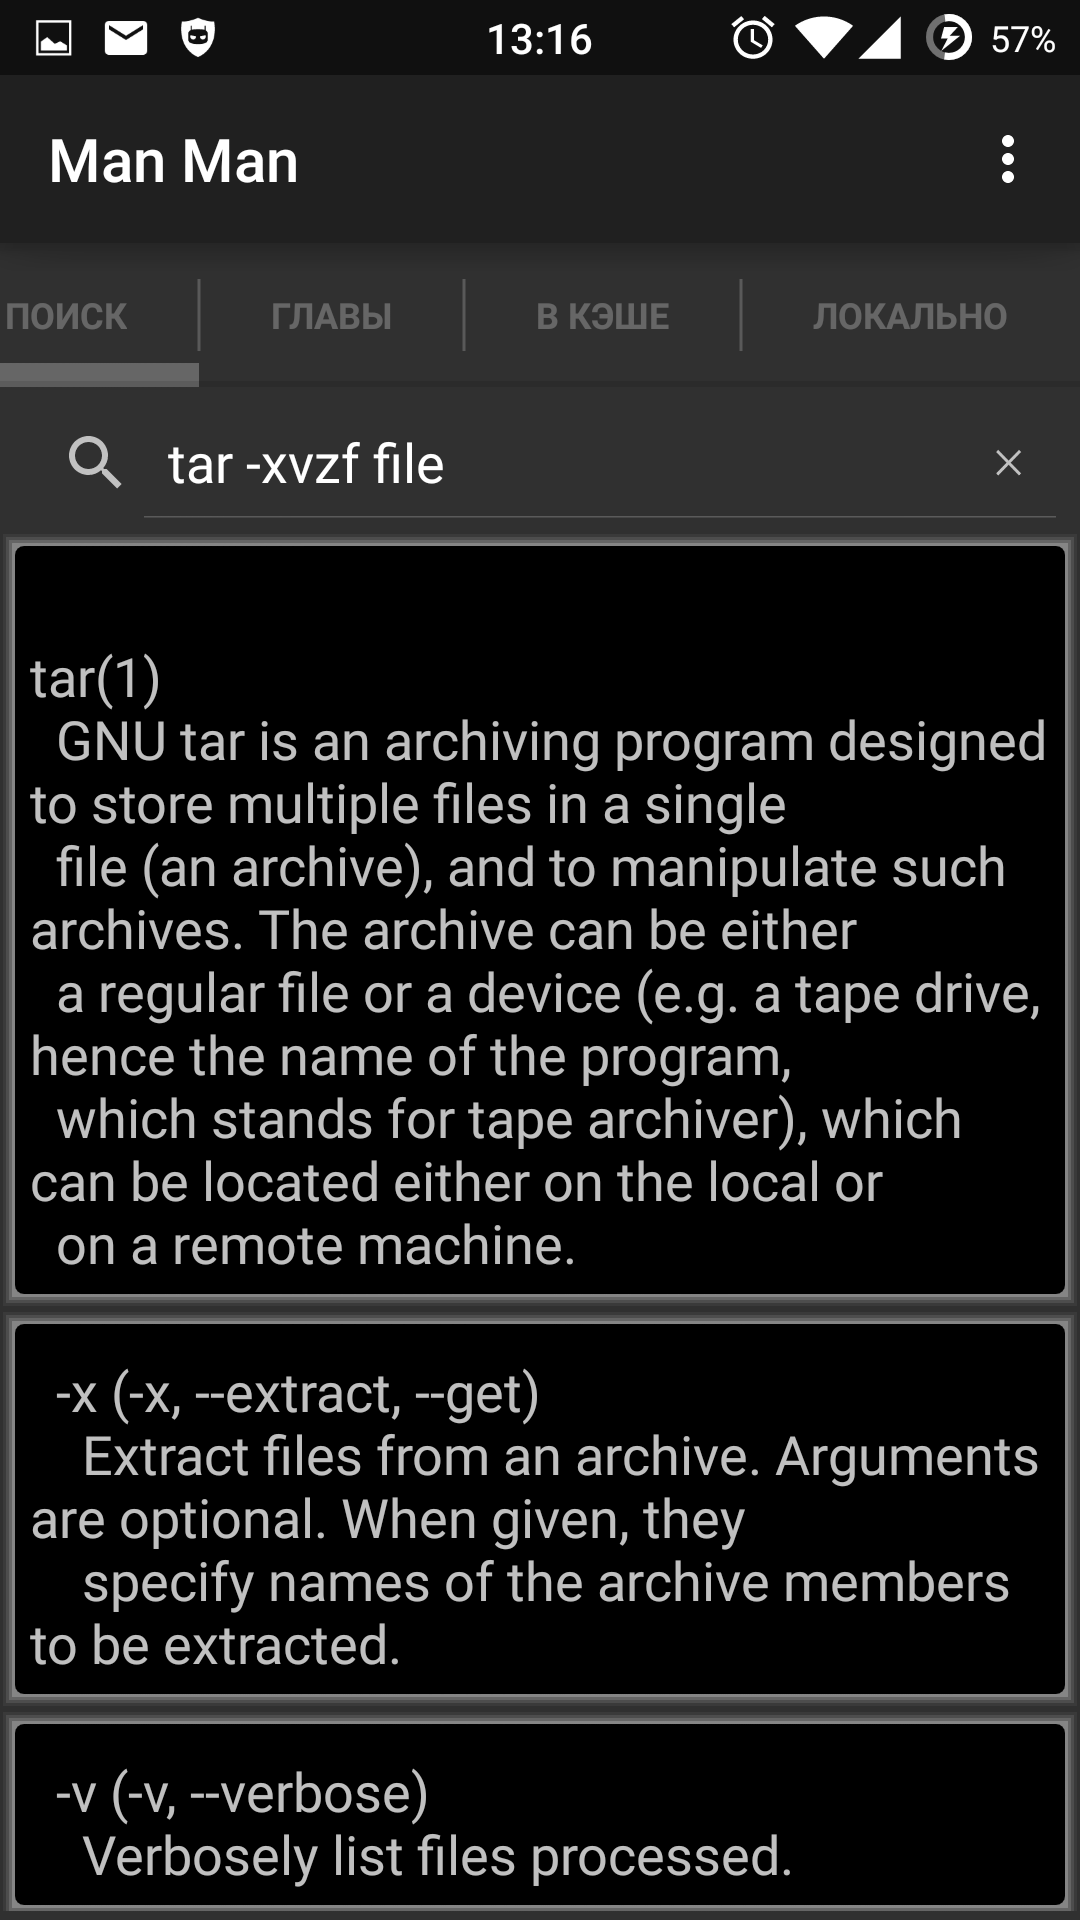 13:16
57%
Man Man
ПОИСК
ГЛАВЫ
В КЭШЕ
ЛОКАЛЬНО
tar -xvzf file
tar(1)
GNU tar is an archiving program designed
to store multiple files in a single
file (an archive), and to manipulate such
archives. The archive can be either
a regular file or a device (e.g. a tape drive,
hence the name of the program,
which stands for tape archiver), which
can be located either on the local or
on a remote machine.
-x (-x, --extract, --get)
Extract files from an archive. Arguments
are optional. When given, they
specify names of the archive members
to be extracted.
-v (-v, --verbose)
Verbosely list files processed.